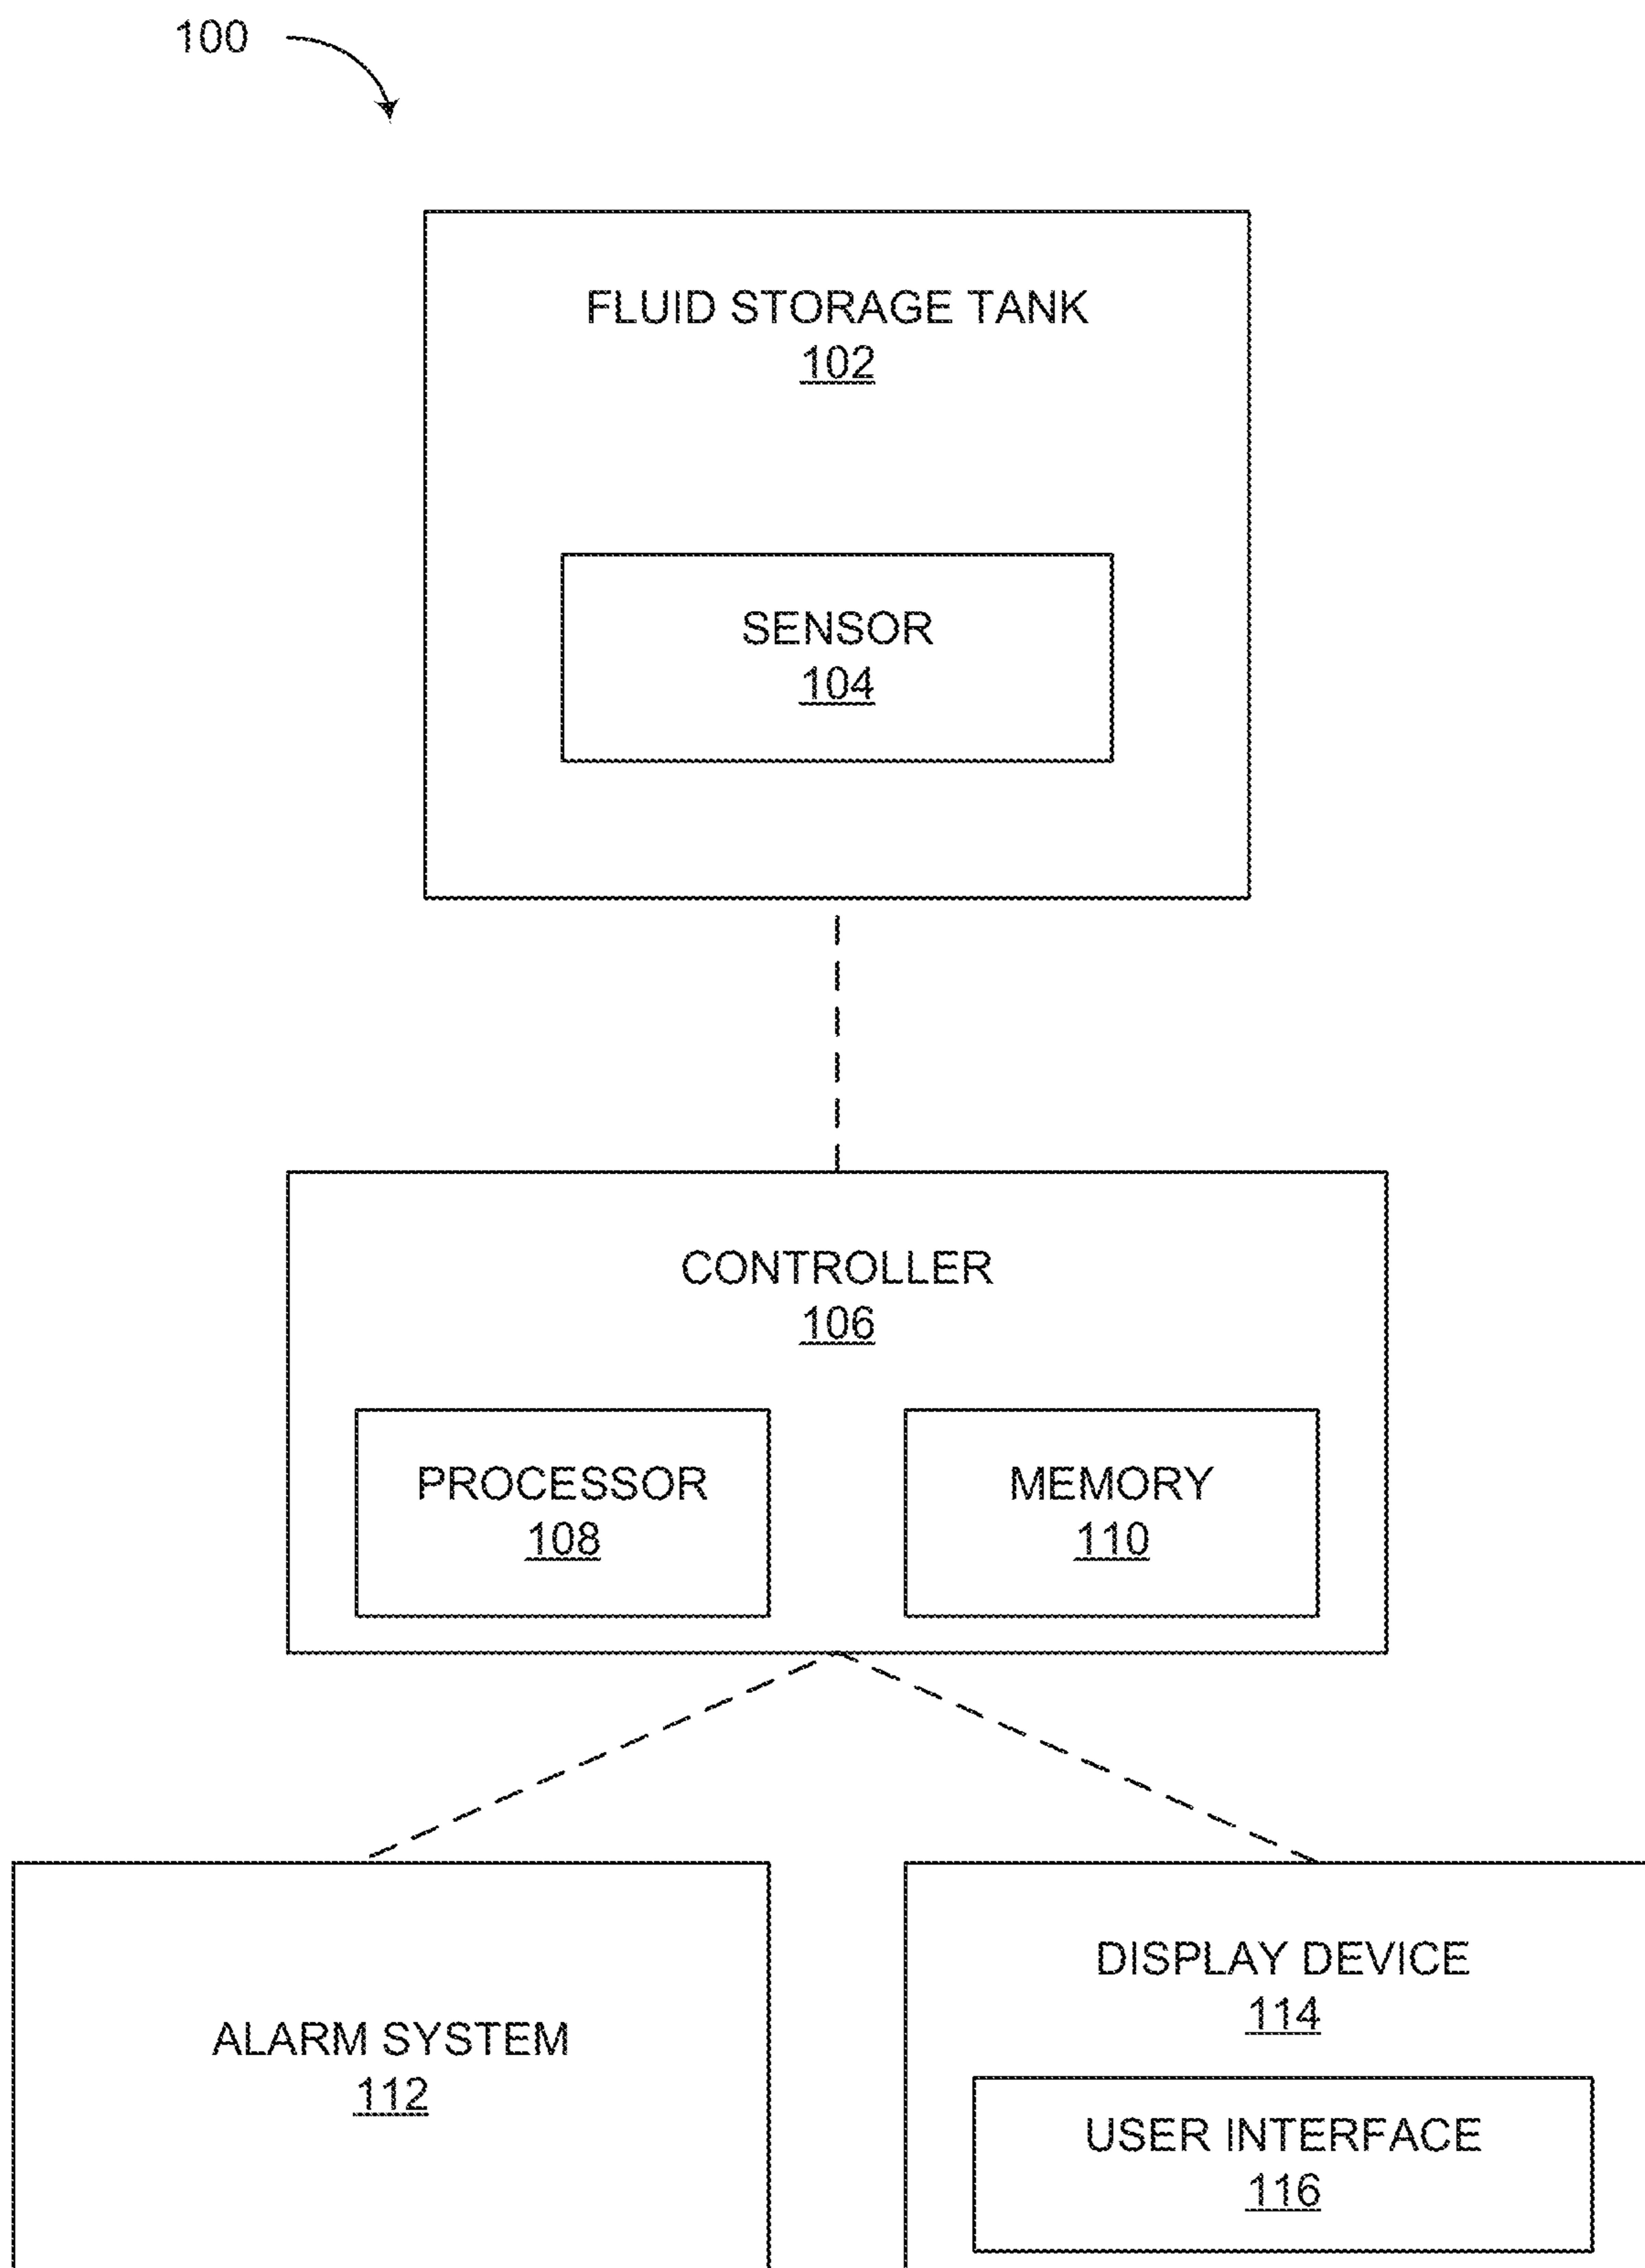 100
FLUID STORAGE TANK
102
SENSOR
104
CONTROLLER
106
PROCESSOR
108
MEMORY
110
ALARM SYSTEM
112
DISPLAY DEVICE
114
USER INTERFACE
116